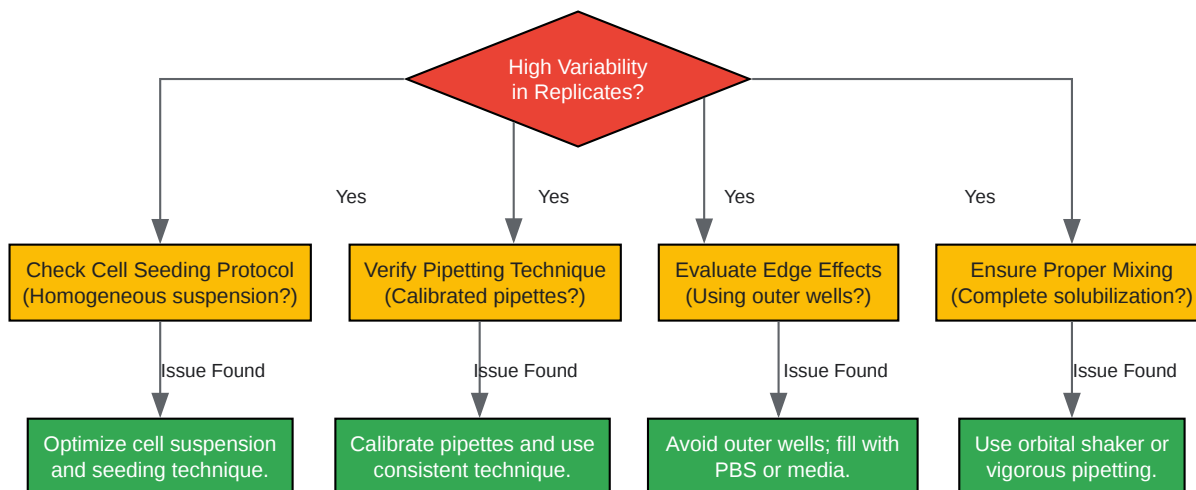 High Variability
in Replicates?
Yes
Yes
Yes
Yes
Check Cell Seeding Protocol
(Homogeneous suspension?)
Verify Pipetting Technique
(Calibrated pipettes?)
Evaluate Edge Effects
(Using outer wells?)
Ensure Proper Mixing
(Complete solubilization?)
Issue Found
Issue Found
Issue Found
Issue Found
Optimize cell suspension
and seeding technique.
Calibrate pipettes and use
consistent technique.
Avoid outer wells; fill with
PBS or media.
Use orbital shaker or
vigorous pipetting.